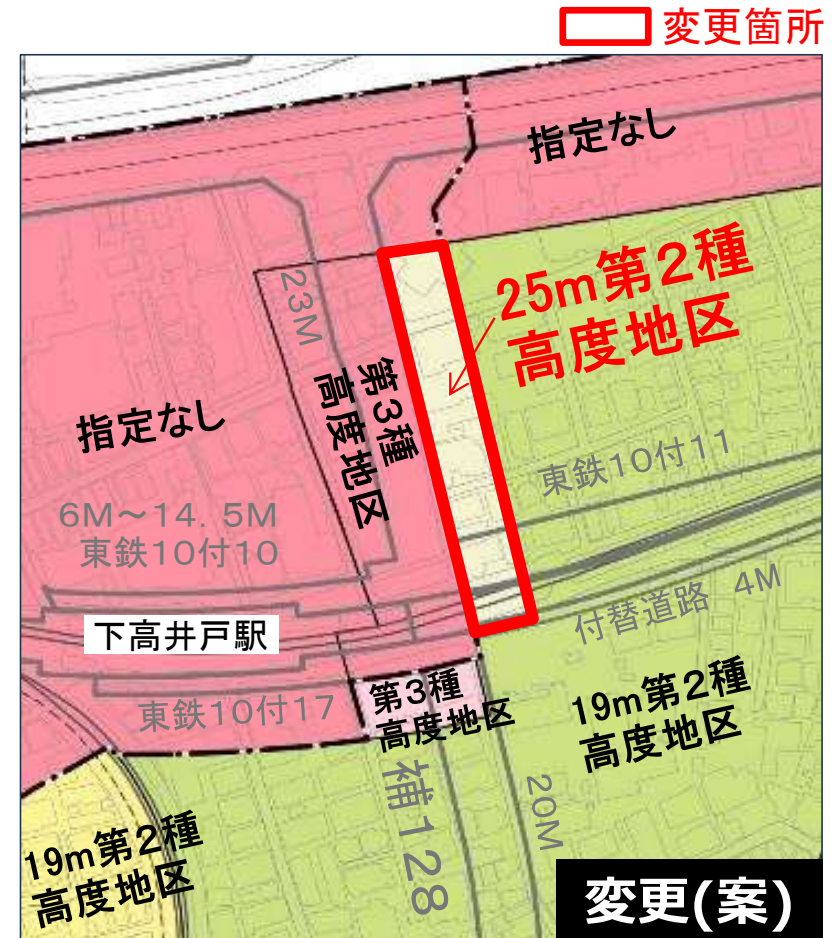 変更箇所
指定なし
25m第2種
高度地区
23M
第3種
高度地区
指定なし
東鉄10付11
6M～14.5M
東鉄10付10
付替道路 4M
下高井戸駅
第3種
高度地区
19m第2種
高度地区
東鉄10付17
補128
20M
19m第2種
高度地区
変更(案)